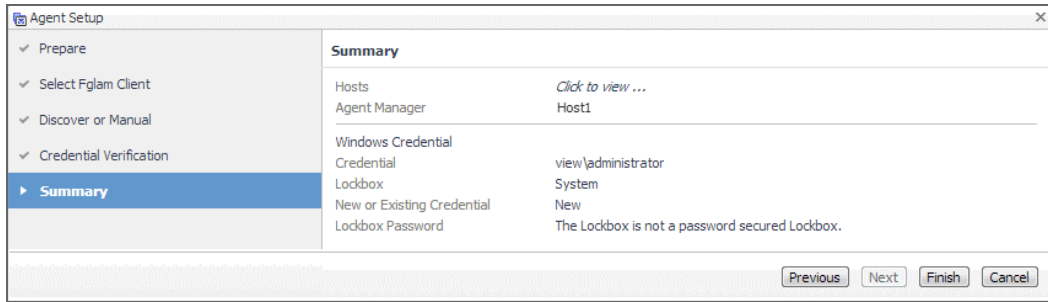 Agent Setup
Prepare
Select Fglam Client
Discover or Manual
Credential Verification
Summary
Summary
Hosts Click to view ...
Agent Manager Host1
Windows Credential
Credential view\administrator
Lockbox System
New or Existing Credential New
Lockbox Password The Lockbox is not a password secured Lockbox.
Previous Next Finish Cancel